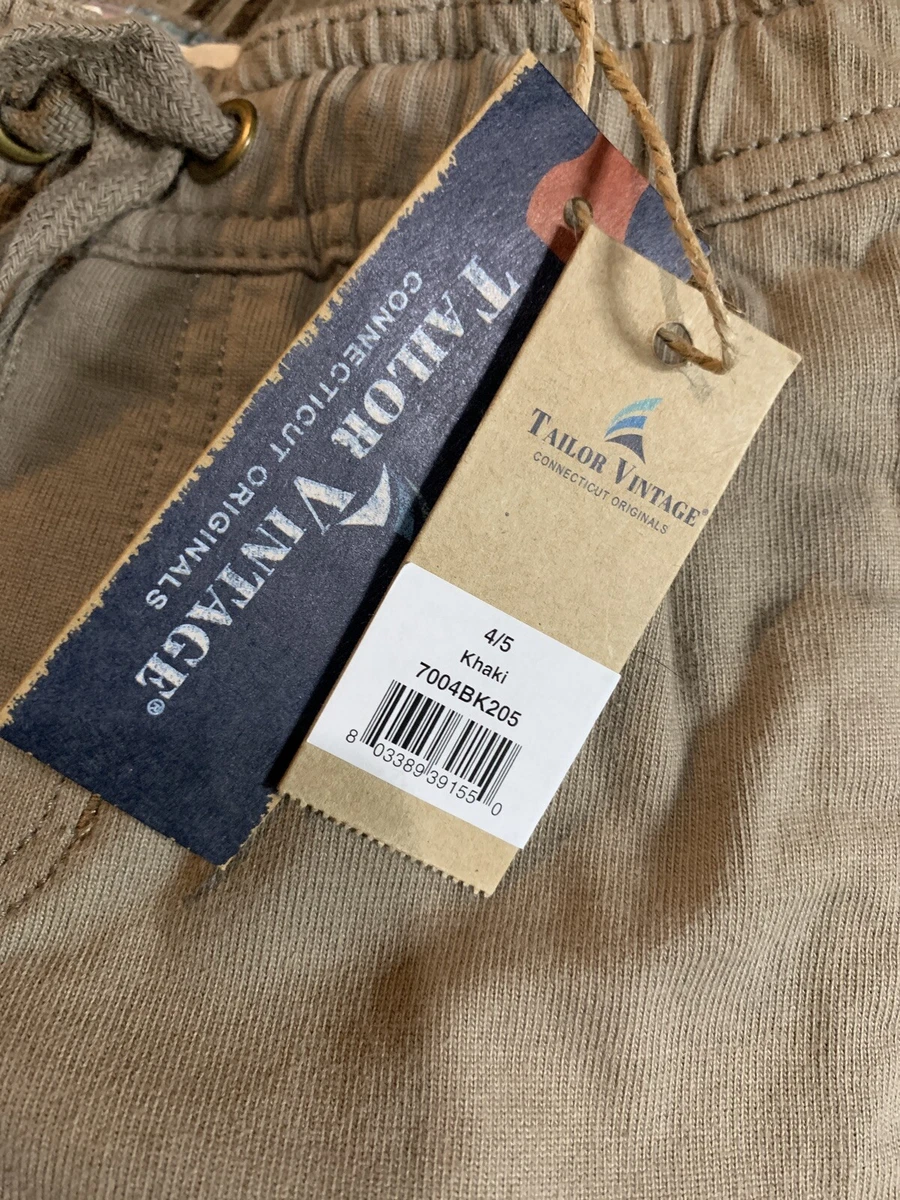 TAILOR VINTAGE®
CONNECTICUT ORIGINALS
TAILOR VINTAGE®
CONNECTICUT ORIGINALS
4/5
Khaki
7004BK205
8 03389 39155 0